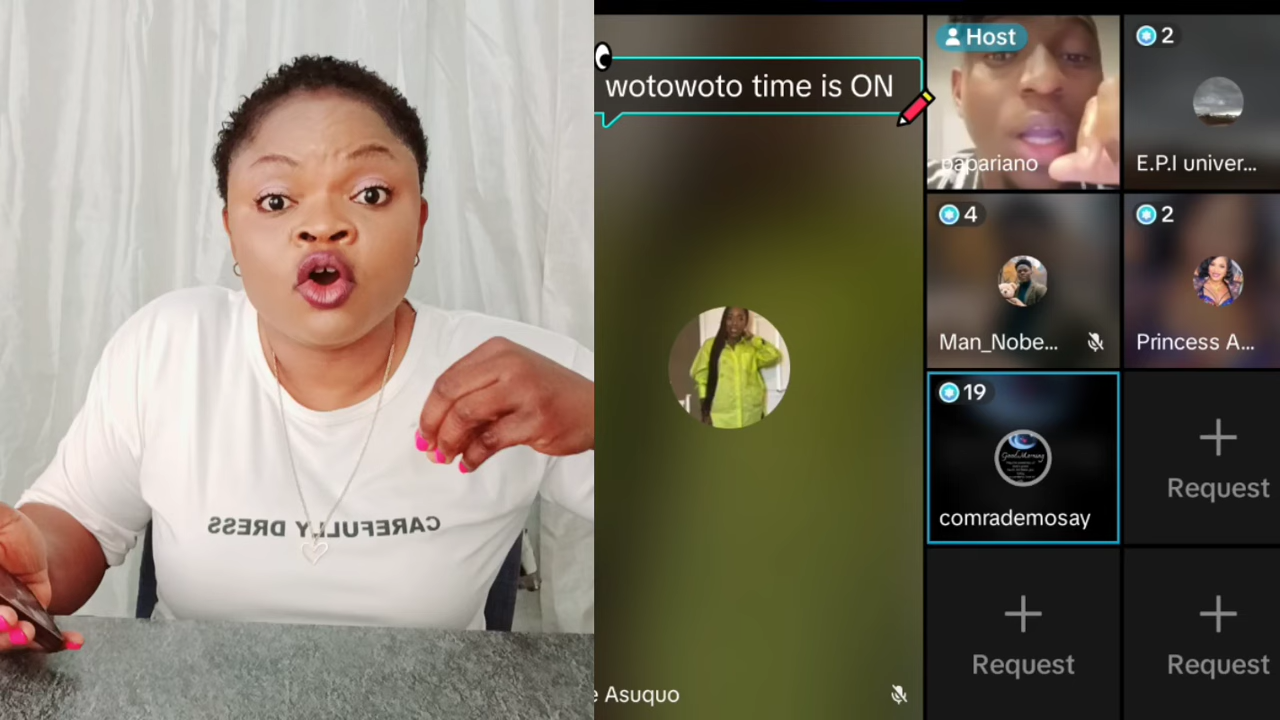 CAREFULLY DRESS
wotowoto time is ON
e Asuquo
Host
papariano
2
E.P.I univer...
4
Man_Nobe...
2
Princess A...
19
comrademosay
Request
Request
Request